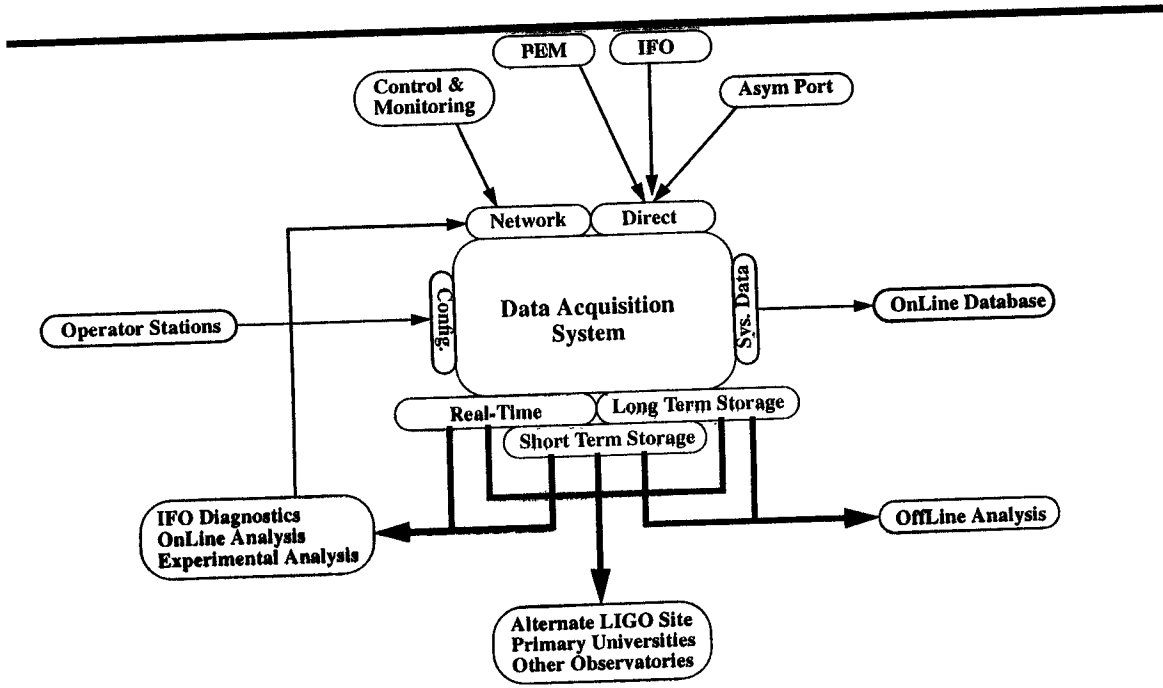 PEM
IFO
Control &
Monitoring
Asym Port
Network
Direct
Operator Stations
Config.
Data Acquisition
System
Sys. Data
OnLine Database
Real-Time
Long Term Storage
Short Term Storage
IFO Diagnostics
OnLine Analysis
Experimental Analysis
OffLine Analysis
Alternate LIGO Site
Primary Universities
Other Observatories